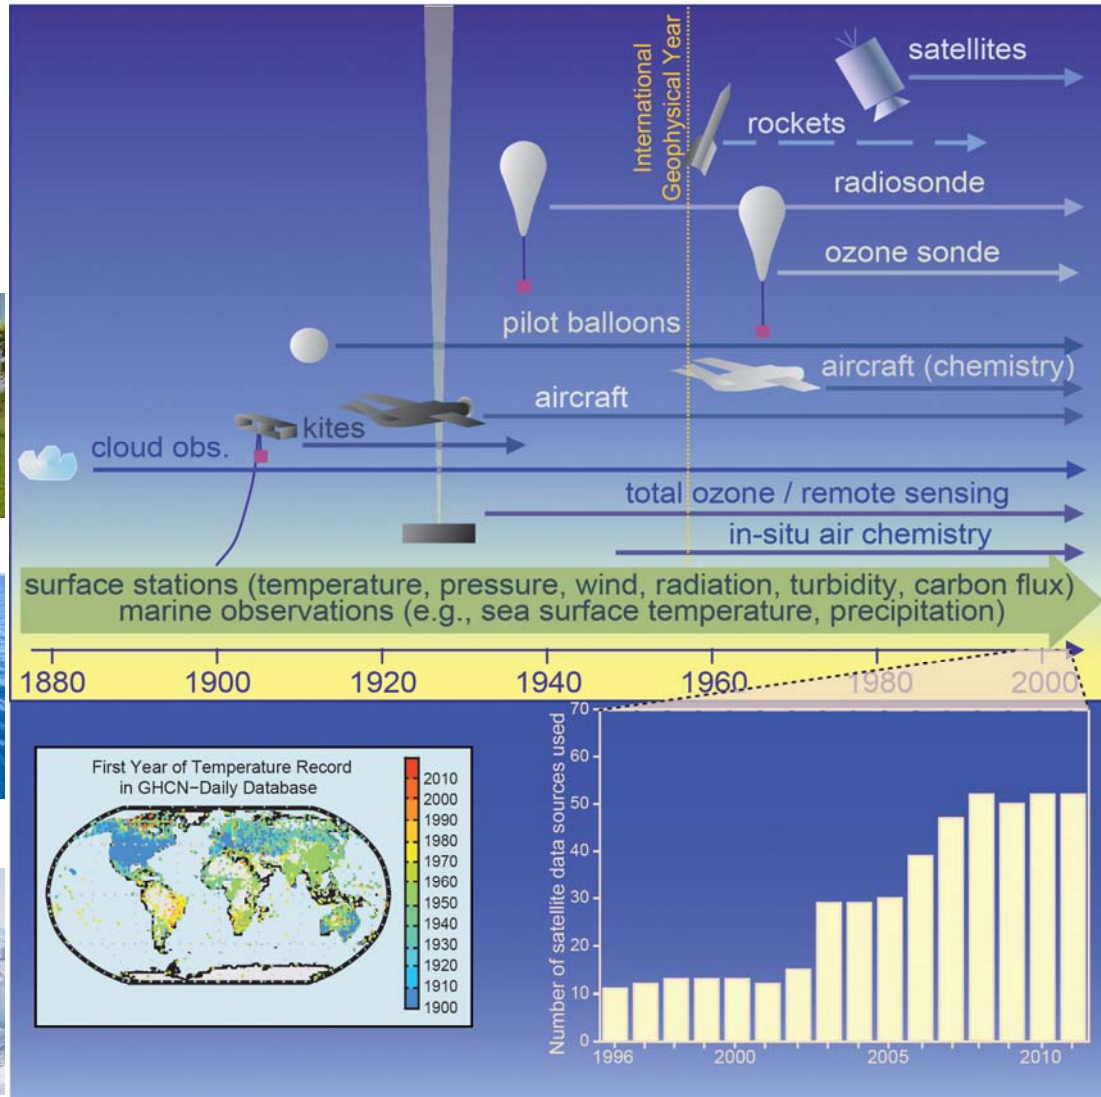 satellites
International
Geophysical Year
rockets
radiosonde
ozone sonde
pilot balloons
aircraft (chemistry)
aircraft
kites
cloud obs.
total ozone / remote sensing
in-situ air chemistry
surface stations (temperature, pressure, wind, radiation, turbidity, carbon flux)
marine observations (e.g., sea surface temperature, precipitation)
1880 1900 1920 1940 1960 1980 2000
First Year of Temperature Record
in GHCN–Daily Database
2010
2000
1990
1980
1970
1960
1950
1940
1930
1920
1910
1900
Number of satellite data sources used
70
60
50
40
30
20
10
0
1996 2000 2005 2010